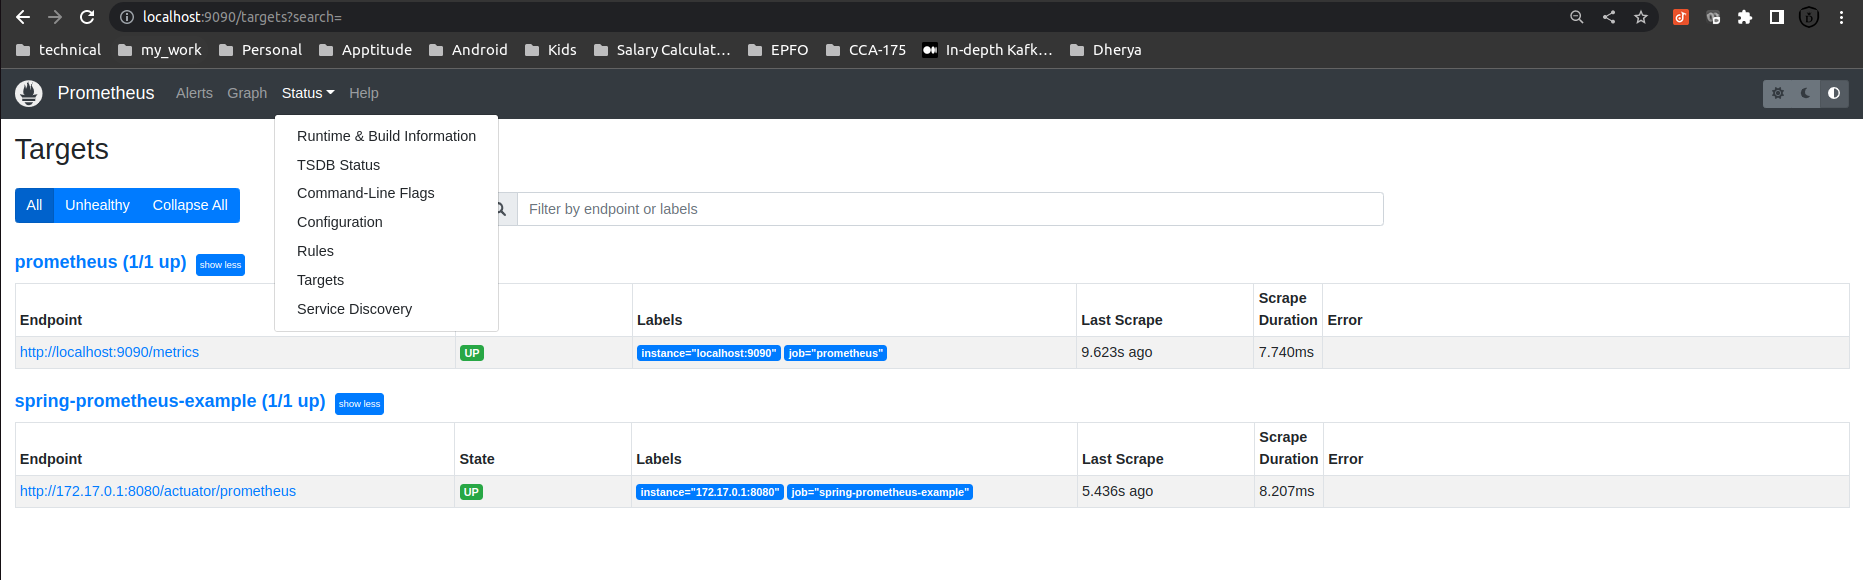 localhost:9090/targets?search=
technical my_work Personal Apptitude Android Kids Salary Calculat... EPFO CCA-175 In-depth Kafk... Dherya
Prometheus Alerts Graph Status Help
Runtime & Build Information
TSDB Status
Command-Line Flags
Configuration
Rules
Targets
Service Discovery
Targets
All Unhealthy Collapse All Filter by endpoint or labels
prometheus (1/1 up) show less
Endpoint Labels Last Scrape Scrape Duration Error
http://localhost:9090/metrics UP instance="localhost:9090" job="prometheus" 9.623s ago 7.740ms
spring-prometheus-example (1/1 up) show less
Endpoint State Labels Last Scrape Scrape Duration Error
http://172.17.0.1:8080/actuator/prometheus UP instance="172.17.0.1:8080" job="spring-prometheus-example" 5.436s ago 8.207ms